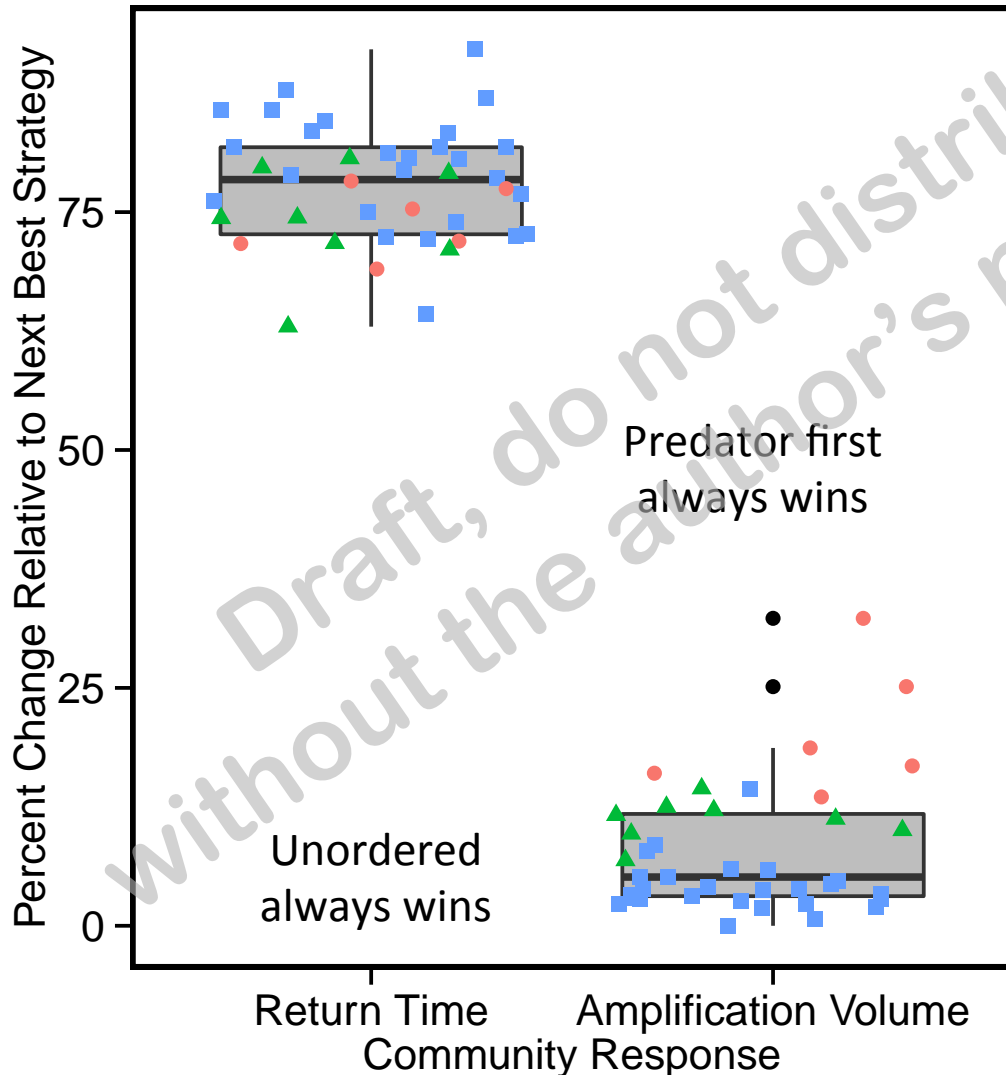 Percent Change Relative to Next Best Strategy
75
50
25
0
Predator first
always wins
Unordered
always wins
Return Time
Amplification Volume
Community Response
Draft, do not
without the author's